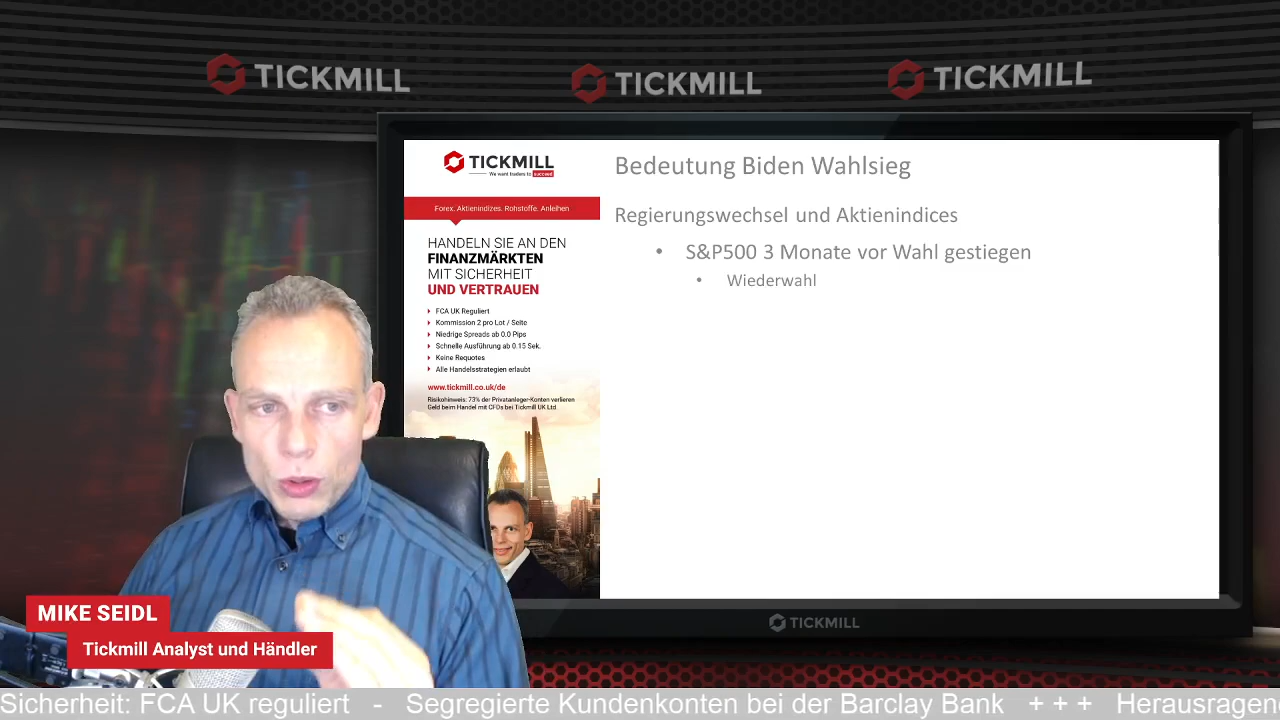 TICKMILL
TICKMILL
TICKMILL
TICKMILL
We want traders to succeed
Forex. Aktienindizes. Rohstoffe. Anleihen
HANDELN SIE AN DEN
FINANZMÄRKTEN
MIT SICHERHEIT
UND VERTRAUEN
FCA UK Reguliert
Kommission 2 pro Lot / Seite
Niedrige Spreads ab 0.0 Pips
Schnelle Ausführung ab 0.15 Sek.
Keine Requotes
Alle Handelsstrategien erlaubt
www.tickmill.co.uk/de
Risikohinweis: 73% der Privatanleger-Konten verlieren
Geld beim Handel mit CFDs bei Tickmill UK Ltd.
Bedeutung Biden Wahlsieg
Regierungswechsel und Aktienindices
• S&P500 3 Monate vor Wahl gestiegen
• Wiederwahl
TICKMILL
MIKE SEIDL
Tickmill Analyst und Händler
Sicherheit: FCA UK reguliert - Segregierte Kundenkonten bei der Barclay Bank + + + Herausragend